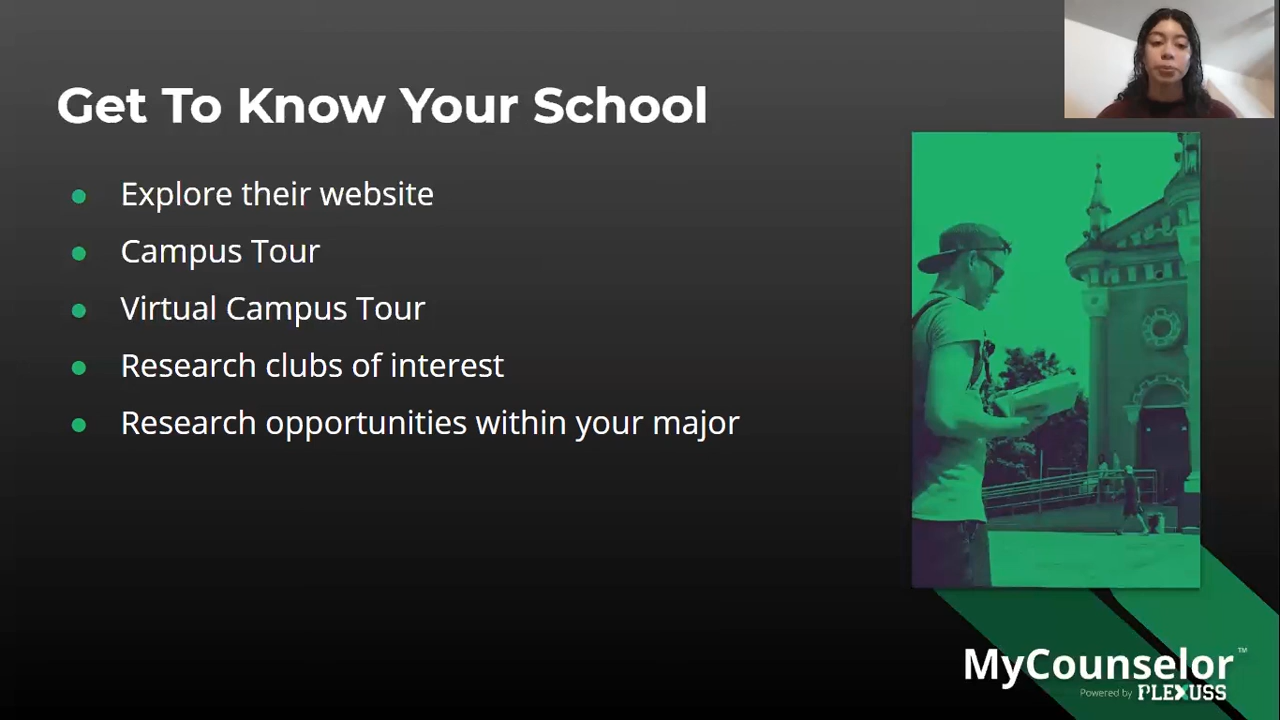 Get To Know Your School
Explore their website
Campus Tour
Virtual Campus Tour
Research clubs of interest
Research opportunities within your major
MyCounselor™
Powered by PLEXUSS